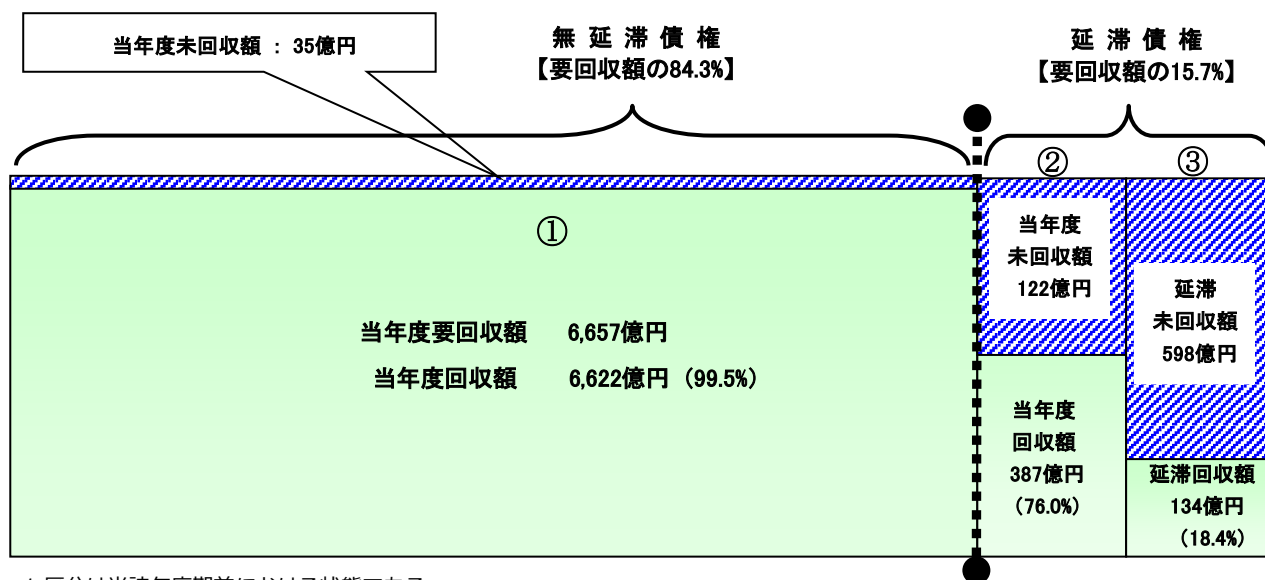 当年度未回収額 : 35億円
無 延 滞 債 権
【要回収額の84.3%】
延 滞 債 権
【要回収額の15.7%】
①
当年度要回収額 6,657億円
当年度回収額 6,622億円 (99.5%)
②
当年度
未回収額
122億円
当年度
回収額
387億円
(76.0%)
③
延滞
未回収額
598億円
延滞回収額
134億円
(18.4%)